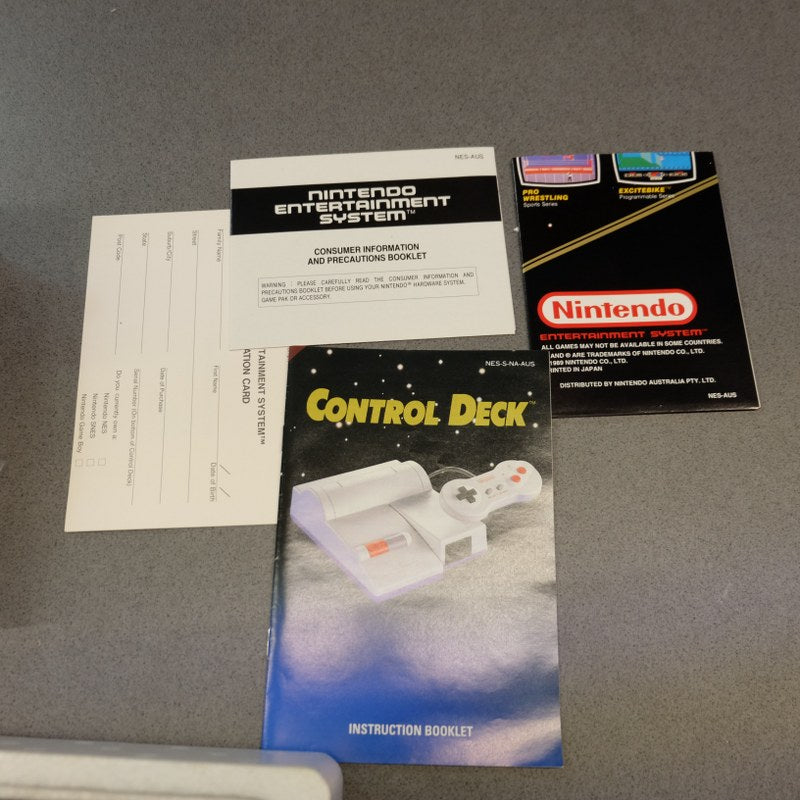 NES-AUS
NINTENDO
ENTERTAINMENT
SYSTEM™
CONSUMER INFORMATION
AND PRECAUTIONS BOOKLET
WARNING : PLEASE CAREFULLY READ THE CONSUMER INFORMATION AND
PRECAUTIONS BOOKLET BEFORE USING YOUR NINTENDO™ HARDWARE SYSTEM,
GAME PAK OR ACCESSORY.
PRO
WRESTLING
Sports Series
EXCITEBIKE™
Programmable Series
Nintendo
ENTERTAINMENT SYSTEM™
ALL GAMES MAY NOT BE AVAILABLE IN SOME COUNTRIES.
AND ® ARE TRADEMARKS OF NINTENDO CO., LTD.
1989 NINTENDO CO., LTD.
RINTED IN JAPAN
DISTRIBUTED BY NINTENDO AUSTRALIA PTY. LTD.
NES-AUS
TAINMENT SYSTEM™
ATION CARD
Family Name
First Name
Date of Birth
/ /
Street
Suburb/City
Date of Purchase
State
Serial Number (On bottom of Control Deck)
Post Code
Do you currently own a:
Nintendo NES
Nintendo SNES
Nintendo Game Boy
NES-S-NA-AUS
CONTROL DECK™
INSTRUCTION BOOKLET